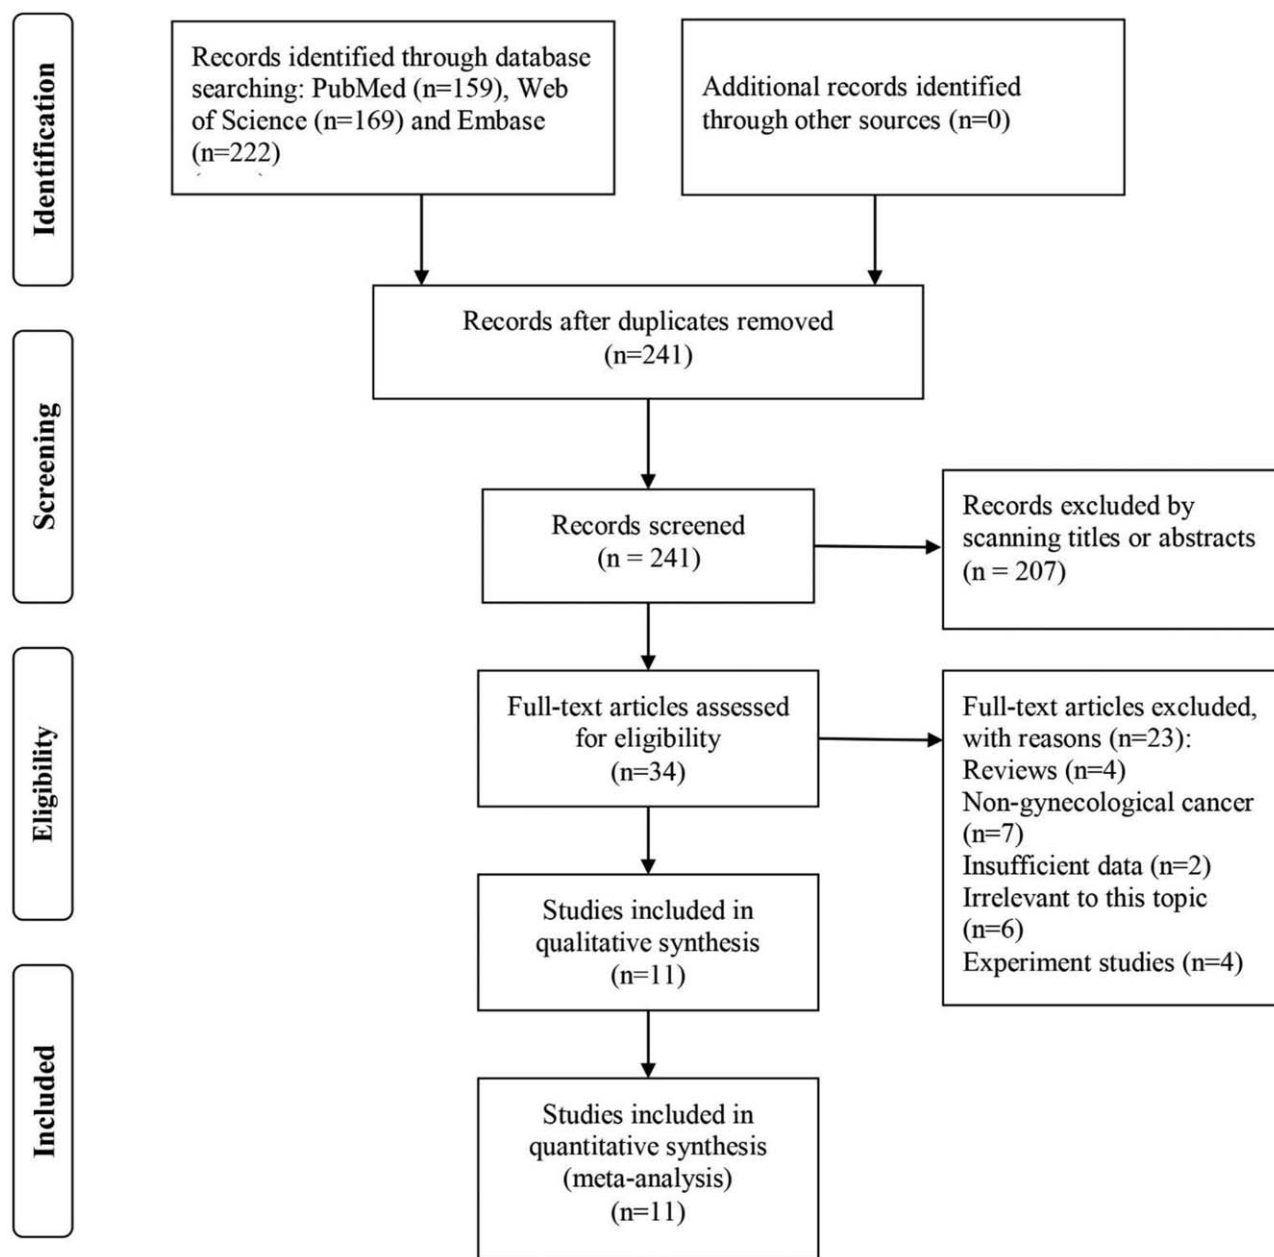 Identification
Records identified through database
searching: PubMed (n=159), Web
of Science (n=169) and Embase
(n=222)
Additional records identified
through other sources (n=0)
Records after duplicates removed
(n=241)
Screening
Records screened
(n = 241)
Records excluded by
scanning titles or abstracts
(n = 207)
Eligibility
Full-text articles assessed
for eligibility
(n=34)
Full-text articles excluded,
with reasons (n=23):
Reviews (n=4)
Non-gynecological cancer
(n=7)
Insufficient data (n=2)
Irrelevant to this topic
(n=6)
Experiment studies (n=4)
Studies included in
qualitative synthesis
(n=11)
Included
Studies included in
quantitative synthesis
(meta-analysis)
(n=11)